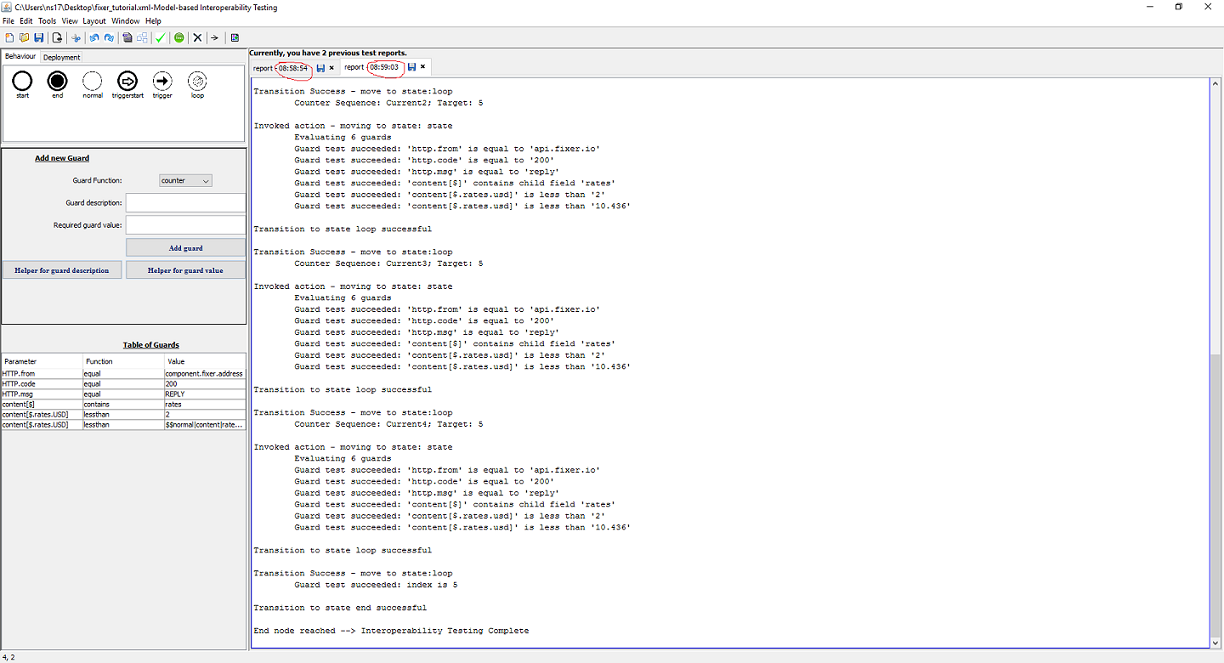 C:\Users\ns17\Desktop\fixer_tutorial.xml-Model-based Interoperability Testing
File Edit Tools View Layout Window Help
Behaviour Deployment
start end normal triggerstart trigger loop
Add new Guard
Guard Function: counter
Guard description:
Required guard value:
Add guard
Helper for guard description Helper for guard value
Table of Guards
Parameter Function Value
HTTP.from equal component.fixer.address
HTTP.code equal 200
HTTP.msg equal REPLY
content[$] contains rates
content[$.rates.USD] lessthan 2
content[$.rates.USD] lessthan $$normal|content|rate...
Currently, you have 2 previous test reports.
report - 08:58:54 report - 08:59:03
Transition Success - move to state:loop
Counter Sequence: Current2; Target: 5
Invoked action - moving to state: state
Evaluating 6 guards
Guard test succeeded: 'http.from' is equal to 'api.fixer.io'
Guard test succeeded: 'http.code' is equal to '200'
Guard test succeeded: 'http.msg' is equal to 'reply'
Guard test succeeded: 'content[$]' contains child field 'rates'
Guard test succeeded: 'content[$.rates.usd]' is less than '2'
Guard test succeeded: 'content[$.rates.usd]' is less than '10.436'
Transition to state loop successful
Transition Success - move to state:loop
Counter Sequence: Current3; Target: 5
Invoked action - moving to state: state
Evaluating 6 guards
Guard test succeeded: 'http.from' is equal to 'api.fixer.io'
Guard test succeeded: 'http.code' is equal to '200'
Guard test succeeded: 'http.msg' is equal to 'reply'
Guard test succeeded: 'content[$]' contains child field 'rates'
Guard test succeeded: 'content[$.rates.usd]' is less than '2'
Guard test succeeded: 'content[$.rates.usd]' is less than '10.436'
Transition to state loop successful
Transition Success - move to state:loop
Counter Sequence: Current4; Target: 5
Invoked action - moving to state: state
Evaluating 6 guards
Guard test succeeded: 'http.from' is equal to 'api.fixer.io'
Guard test succeeded: 'http.code' is equal to '200'
Guard test succeeded: 'http.msg' is equal to 'reply'
Guard test succeeded: 'content[$]' contains child field 'rates'
Guard test succeeded: 'content[$.rates.usd]' is less than '2'
Guard test succeeded: 'content[$.rates.usd]' is less than '10.436'
Transition to state loop successful
Transition Success - move to state:loop
Guard test succeeded: index is 5
Transition to state end successful
End node reached --> Interoperability Testing Complete
4, 2